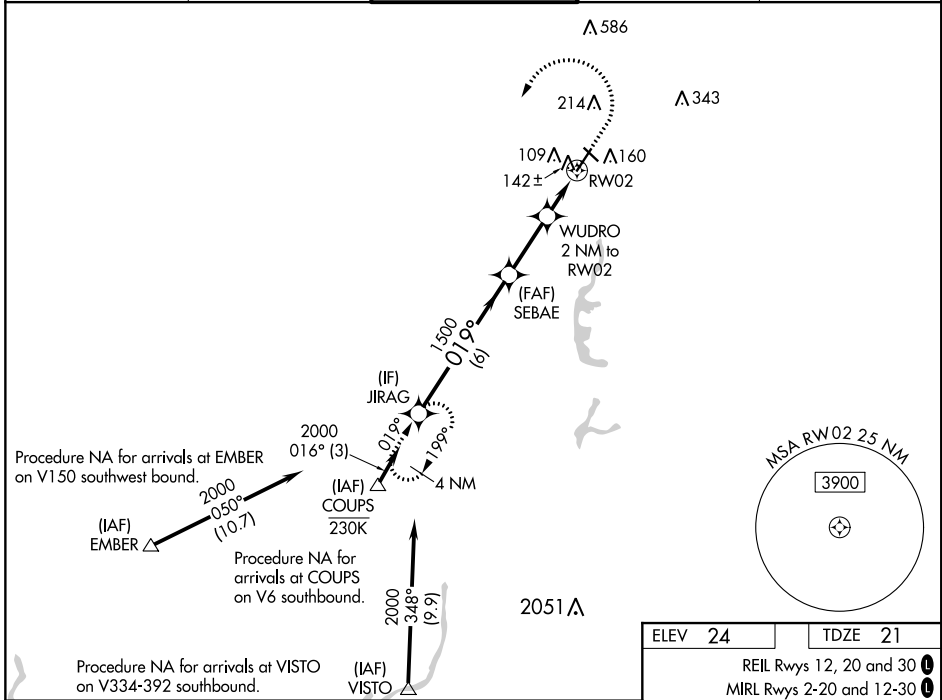 586
214
343
109
160
142 ±
RW02
WUDRO
2 NM to
RW02
(FAF)
SEBAE
1500
019°
(6)
(IF)
JIRAG
2000
016° (3)
019°
199°
4 NM
Procedure NA for arrivals at EMBER
on V150 southwest bound.
2000
050°
(10.7)
(IAF)
EMBER
(IAF)
COUPS
230K
Procedure NA for
arrivals at COUPS
on V6 southbound.
2000
348°
(9.9)
2051
MSA RW02 25 NM
3900
Procedure NA for arrivals at VISTO
on V334-392 southbound.
(IAF)
VISTO
ELEV 24 TDZE 21
REIL Rwys 12, 20 and 30 L
MIRL Rwys 2-20 and 12-30 L